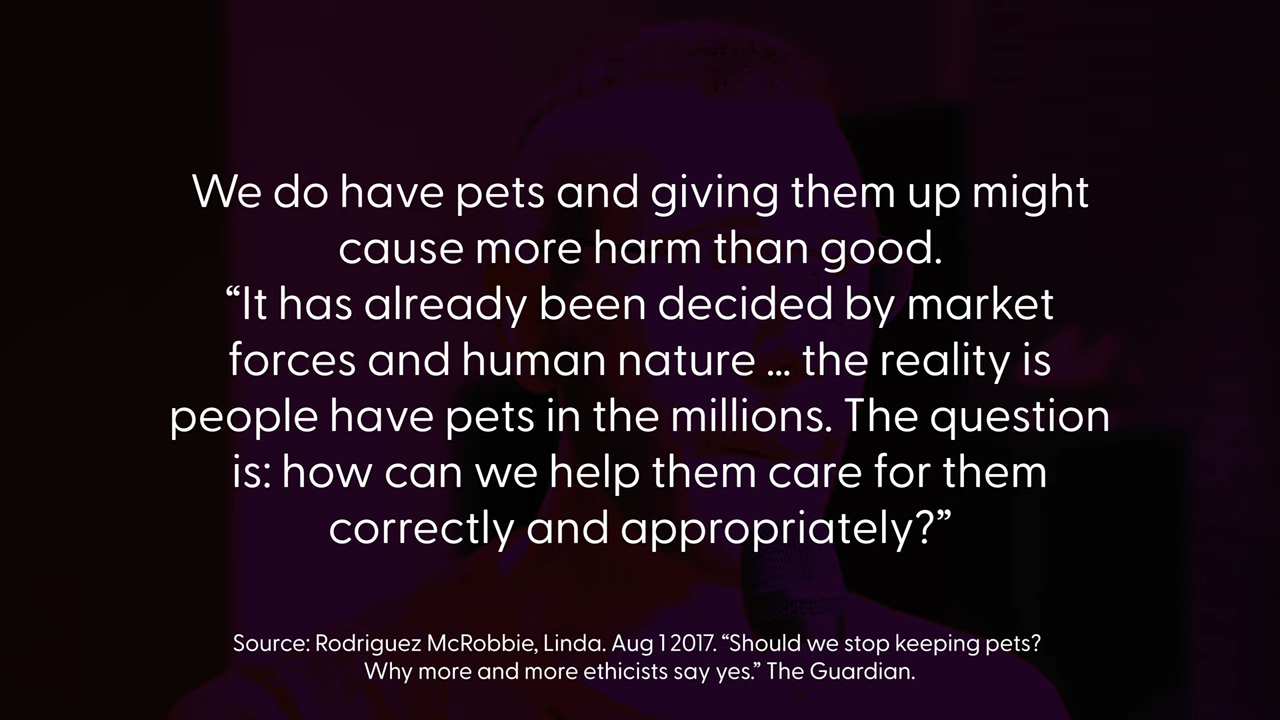 We do have pets and giving them up might
cause more harm than good.
“It has already been decided by market
forces and human nature ... the reality is
people have pets in the millions. The question
is: how can we help them care for them
correctly and appropriately?”
Source: Rodriguez McRobbie, Linda. Aug 1 2017. “Should we stop keeping pets?
Why more and more ethicists say yes.” The Guardian.